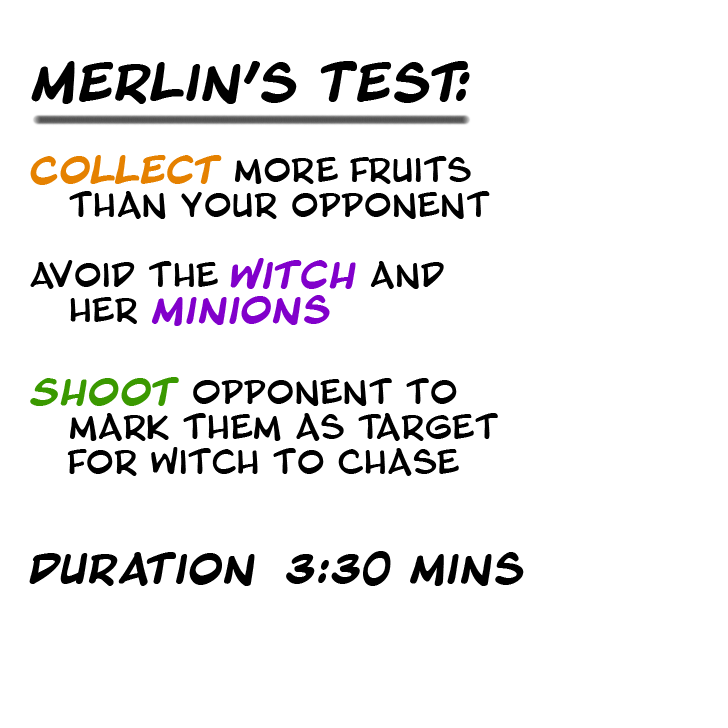 MERLIN'S TEST:
COLLECT MORE FRUITS
THAN YOUR OPPONENT
AVOID THE WITCH AND
HER MINIONS
SHOOT OPPONENT TO
MARK THEM AS TARGET
FOR WITCH TO CHASE
DURATION 3:30 MINS